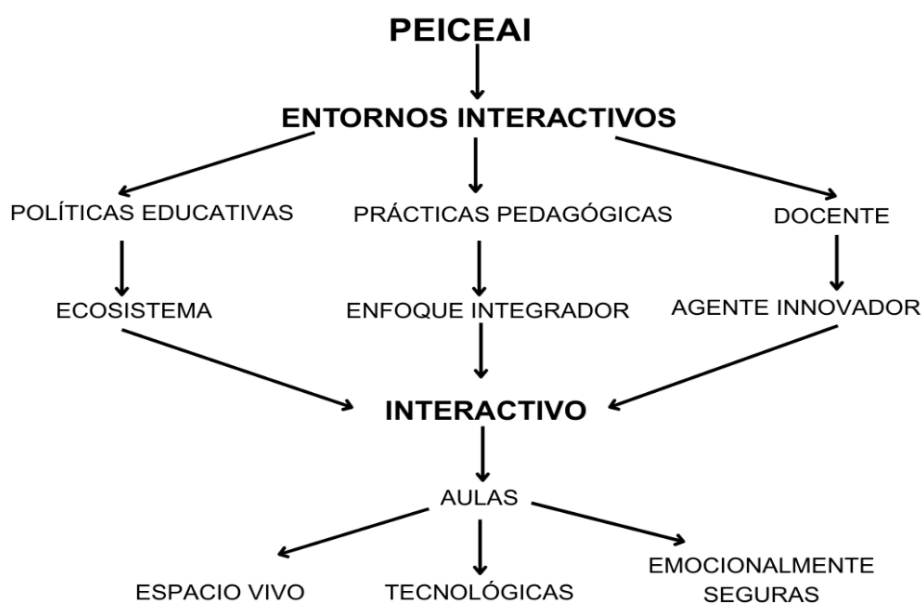 PEICEAI
ENTORNOS INTERACTIVOS
POLÍTICAS EDUCATIVAS
PRÁCTICAS PEDAGÓGICAS
DOCENTE
ECOSISTEMA
ENFOQUE INTEGRADOR
AGENTE INNOVADOR
INTERACTIVO
AULAS
ESPACIO VIVO
TECNOLÓGICAS
EMOCIONALMENTE
SEGURAS